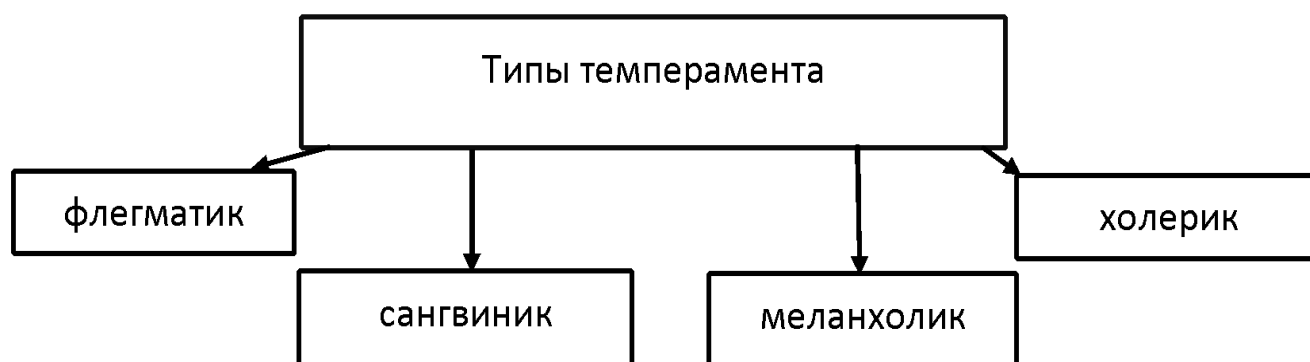 Типы темперамента
флегматик
холерик
сангвиник
меланхолик